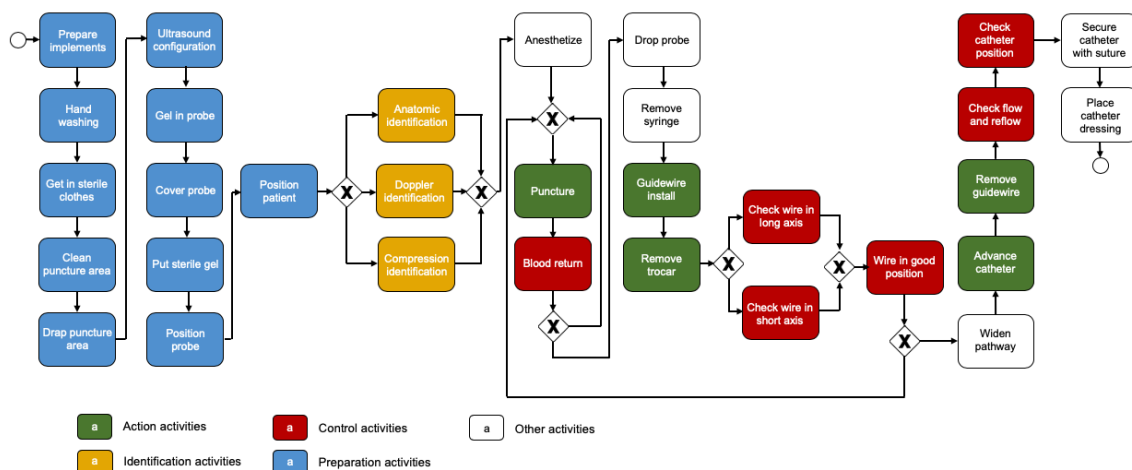 Prepare
implements
Hand
washing
Get in sterile
clothes
Clean
puncture area
Drap puncture
area
Ultrasound
configuration
Gel in probe
Cover probe
Put sterile gel
Position
probe
Position
patient
X
Anatomic
identification
Doppler
identification
Compression
identification
X
Anesthetize
X
Puncture
Blood return
X
Drop probe
Remove
syringe
Guidewire
install
Remove
trocar
X
Check wire in
long axis
Check wire in
short axis
X
Wire in good
position
X
Widen
pathway
Advance
catheter
Remove
guidewire
Check flow
and reflow
Check
catheter
position
Secure
catheter
with suture
Place
catheter
dressing
a Action activities
a Control activities
a Other activities
a Identification activities
a Preparation activities